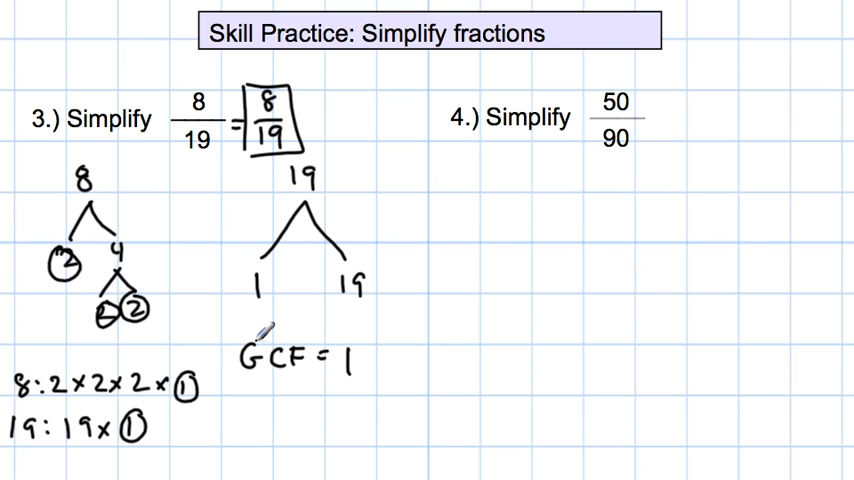 Skill Practice: Simplify fractions
3.) Simplify 8/19 = 8/19
8
2 4
2 2
19
1 19
GCF = 1
8: 2 × 2 × 2 × 1
19: 19 × 1
4.) Simplify 50/90